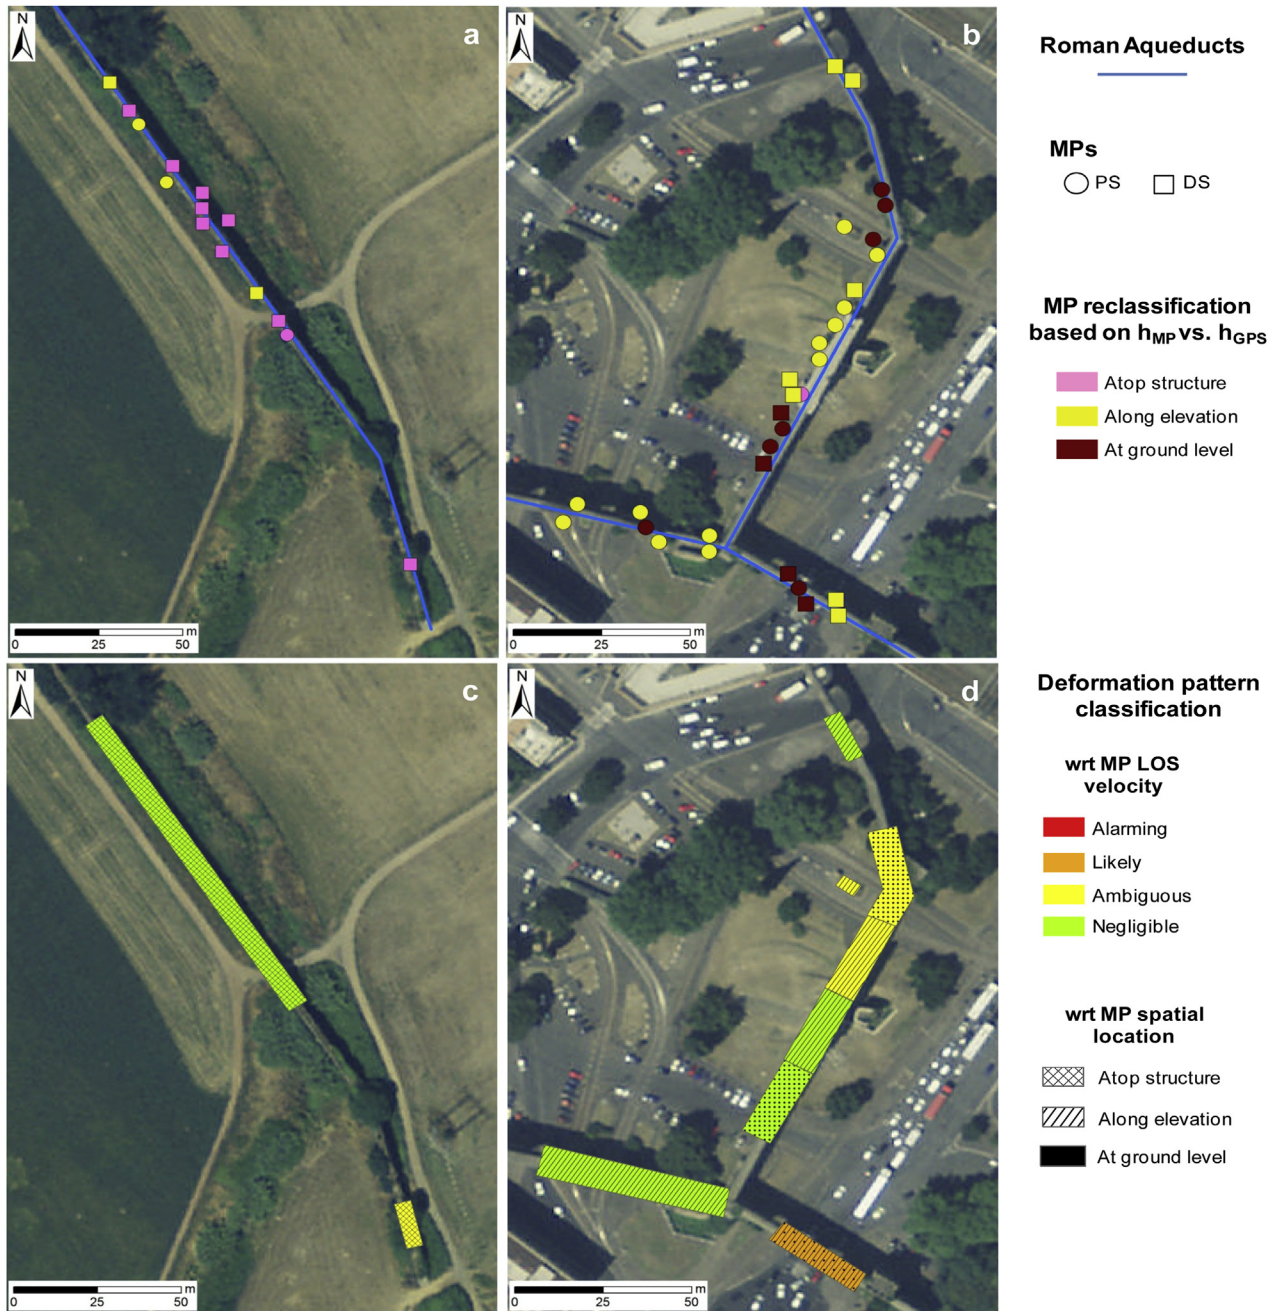 N
a
N
b
Roman Aqueducts
MPs
PS DS
MP reclassification
based on hMP vs. hGPS
Atop structure
Along elevation
At ground level
0 25 50 m
0 25 50 m
N
c
N
d
Deformation pattern
classification
wrt MP LOS
velocity
Alarming
Likely
Ambiguous
Negligible
wrt MP spatial
location
Atop structure
Along elevation
At ground level
0 25 50 m
0 25 50 m